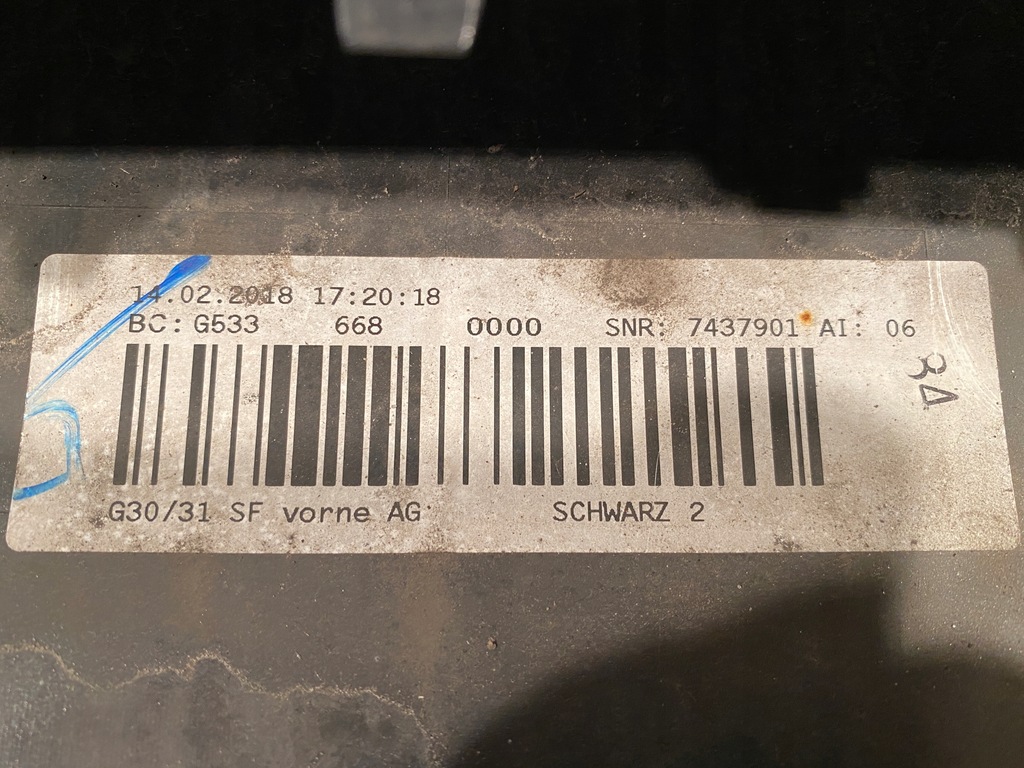 14.02.2018 17:20:18
BC: G533 668 0000 SNR: 7437901 AI: 06
G30/31 SF vorne AG SCHWARZ 2